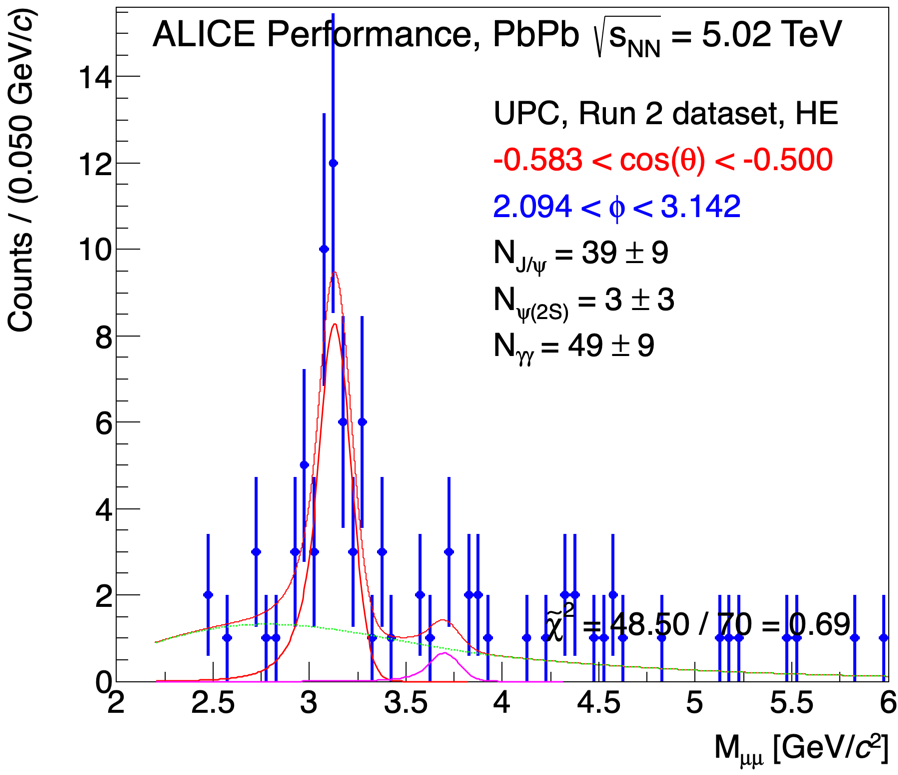 ALICE Performance, PbPb √s_NN = 5.02 TeV
UPC, Run 2 dataset, HE
-0.583 < cos(θ) < -0.500
2.094 < ϕ < 3.142
N_J/ψ = 39 ± 9
N_ψ(2S) = 3 ± 3
N_γγ = 49 ± 9
χ̃² = 48.50 / 70 = 0.69
Counts / (0.050 GeV/c)
14
12
10
8
6
4
2
0
2 2.5 3 3.5 4 4.5 5 5.5 6
M_μμ [GeV/c²]